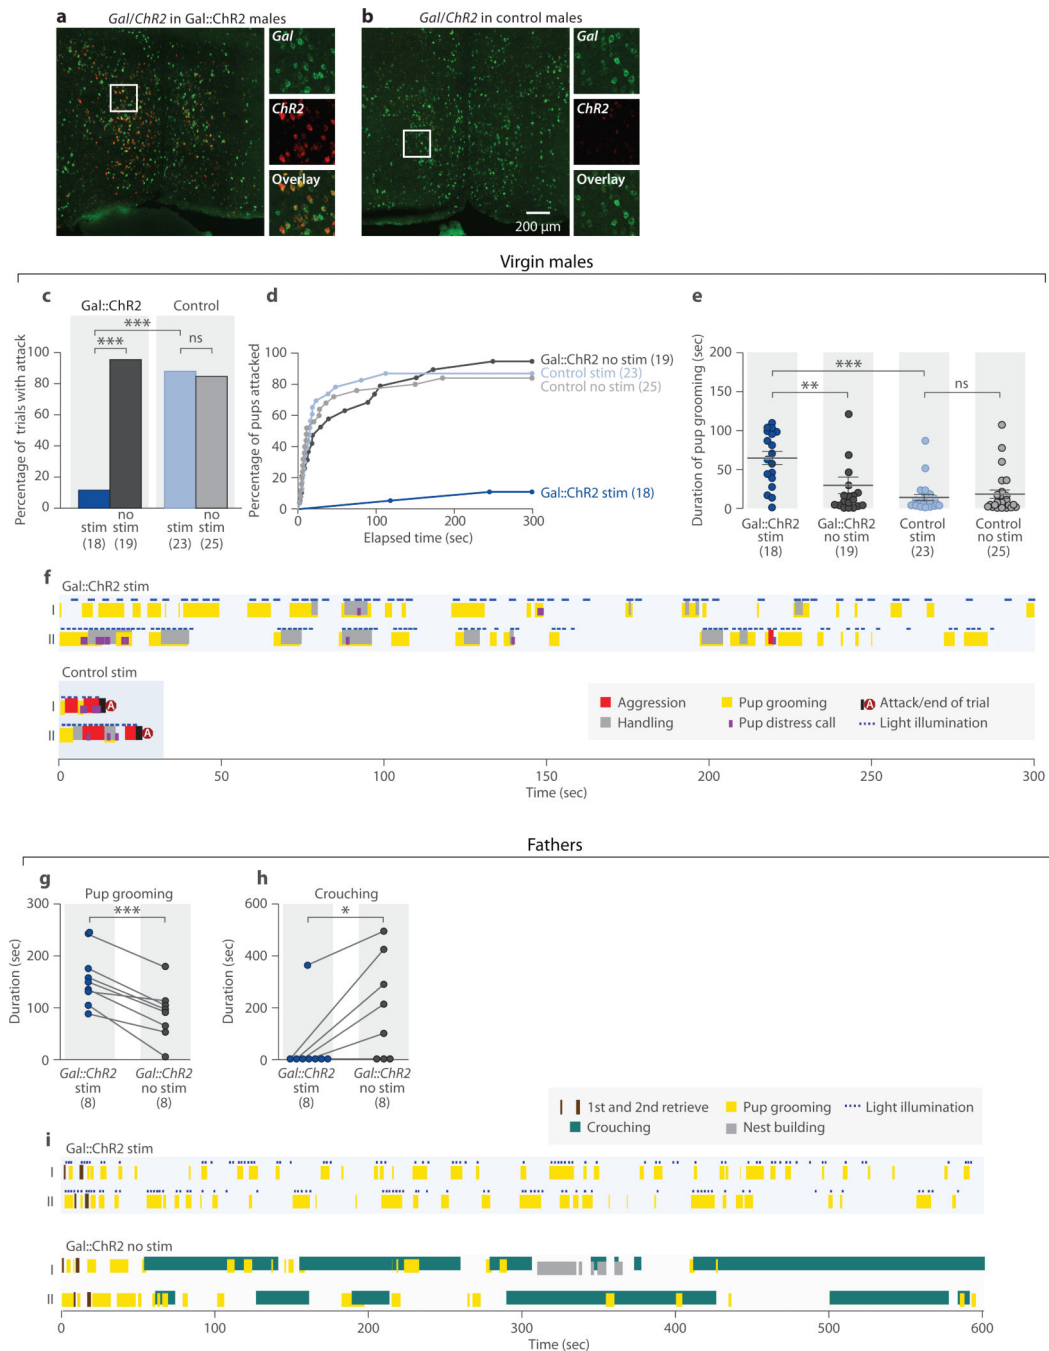 a
Gal/ChR2 in Gal::ChR2 males
Gal
ChR2
Overlay
b
Gal/ChR2 in control males
Gal
ChR2
Overlay
200 μm
Virgin males
c
Gal::ChR2
Control
***
***
ns
Percentage of trials with attack
100
80
60
40
20
0
stim
(18)
no
stim
(19)
stim
(23)
no
stim
(25)
d
Percentage of pups attacked
100
80
60
40
20
0
0
100
200
300
Elapsed time (sec)
Gal::ChR2 no stim (19)
Control stim (23)
Control no stim (25)
Gal::ChR2 stim (18)
e
Duration of pup grooming (sec)
200
150
100
50
0
***
**
ns
Gal::ChR2
stim
(18)
Gal::ChR2
no stim
(19)
Control
stim
(23)
Control
no stim
(25)
f
Gal::ChR2 stim
I
II
Control stim
I
A
II
A
Aggression
Pup grooming
A Attack/end of trial
Handling
Pup distress call
Light illumination
0
50
100
150
200
250
300
Time (sec)
Fathers
g
Pup grooming
***
Duration (sec)
300
200
100
0
Gal::ChR2
stim
(8)
Gal::ChR2
no stim
(8)
h
Crouching
*
Duration (sec)
600
400
200
0
Gal::ChR2
stim
(8)
Gal::ChR2
no stim
(8)
1st and 2nd retrieve
Pup grooming
Light illumination
Crouching
Nest building
i
Gal::ChR2 stim
I
II
Gal::ChR2 no stim
I
II
0
100
200
300
400
500
600
Time (sec)